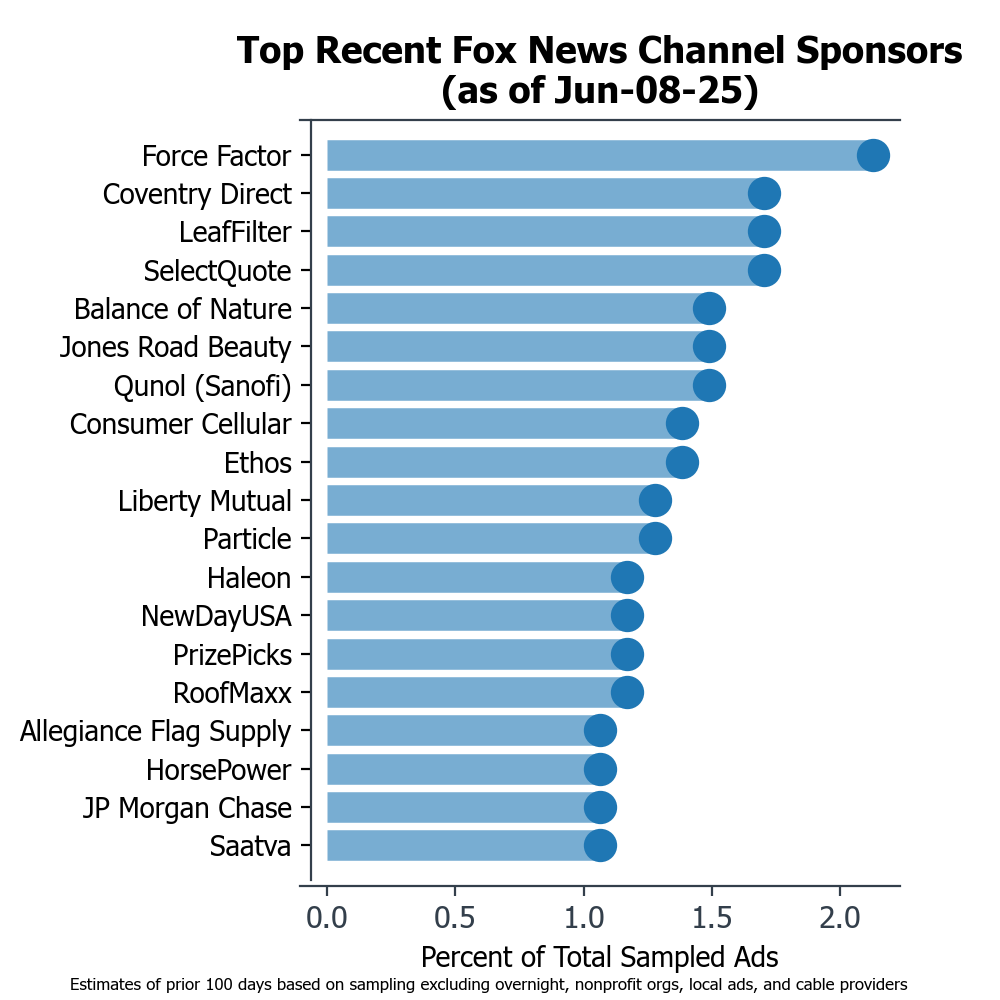 Top Recent Fox News Channel Sponsors
(as of Jun-08-25)
Force Factor
Coventry Direct
LeafFilter
SelectQuote
Balance of Nature
Jones Road Beauty
Qunol (Sanofi)
Consumer Cellular
Ethos
Liberty Mutual
Particle
Haleon
NewDayUSA
PrizePicks
RoofMaxx
Allegiance Flag Supply
HorsePower
JP Morgan Chase
Saatva
0.0 0.5 1.0 1.5 2.0
Percent of Total Sampled Ads
Estimates of prior 100 days based on sampling excluding overnight, nonprofit orgs, local ads, and cable providers